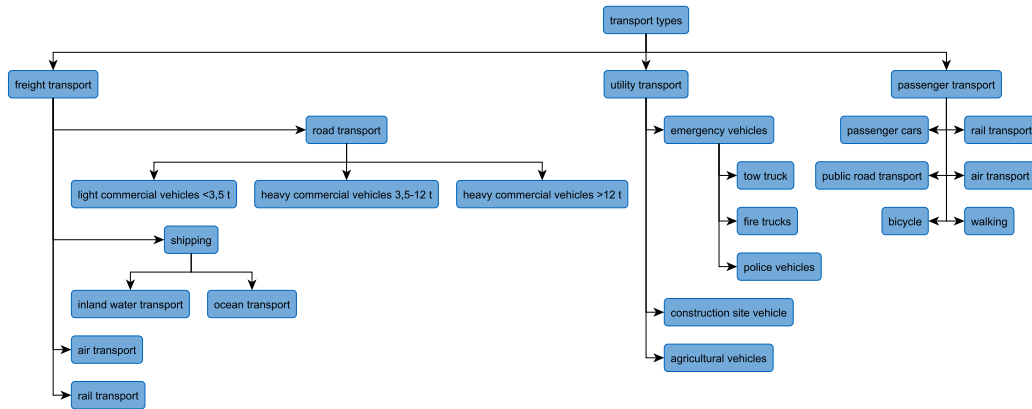 transport types
freight transport
utility transport
passenger transport
road transport
emergency vehicles
passenger cars
rail transport
light commercial vehicles <3,5 t
heavy commercial vehicles 3,5-12 t
heavy commercial vehicles >12 t
tow truck
public road transport
air transport
shipping
fire trucks
bicycle
walking
inland water transport
ocean transport
police vehicles
construction site vehicle
air transport
agricultural vehicles
rail transport